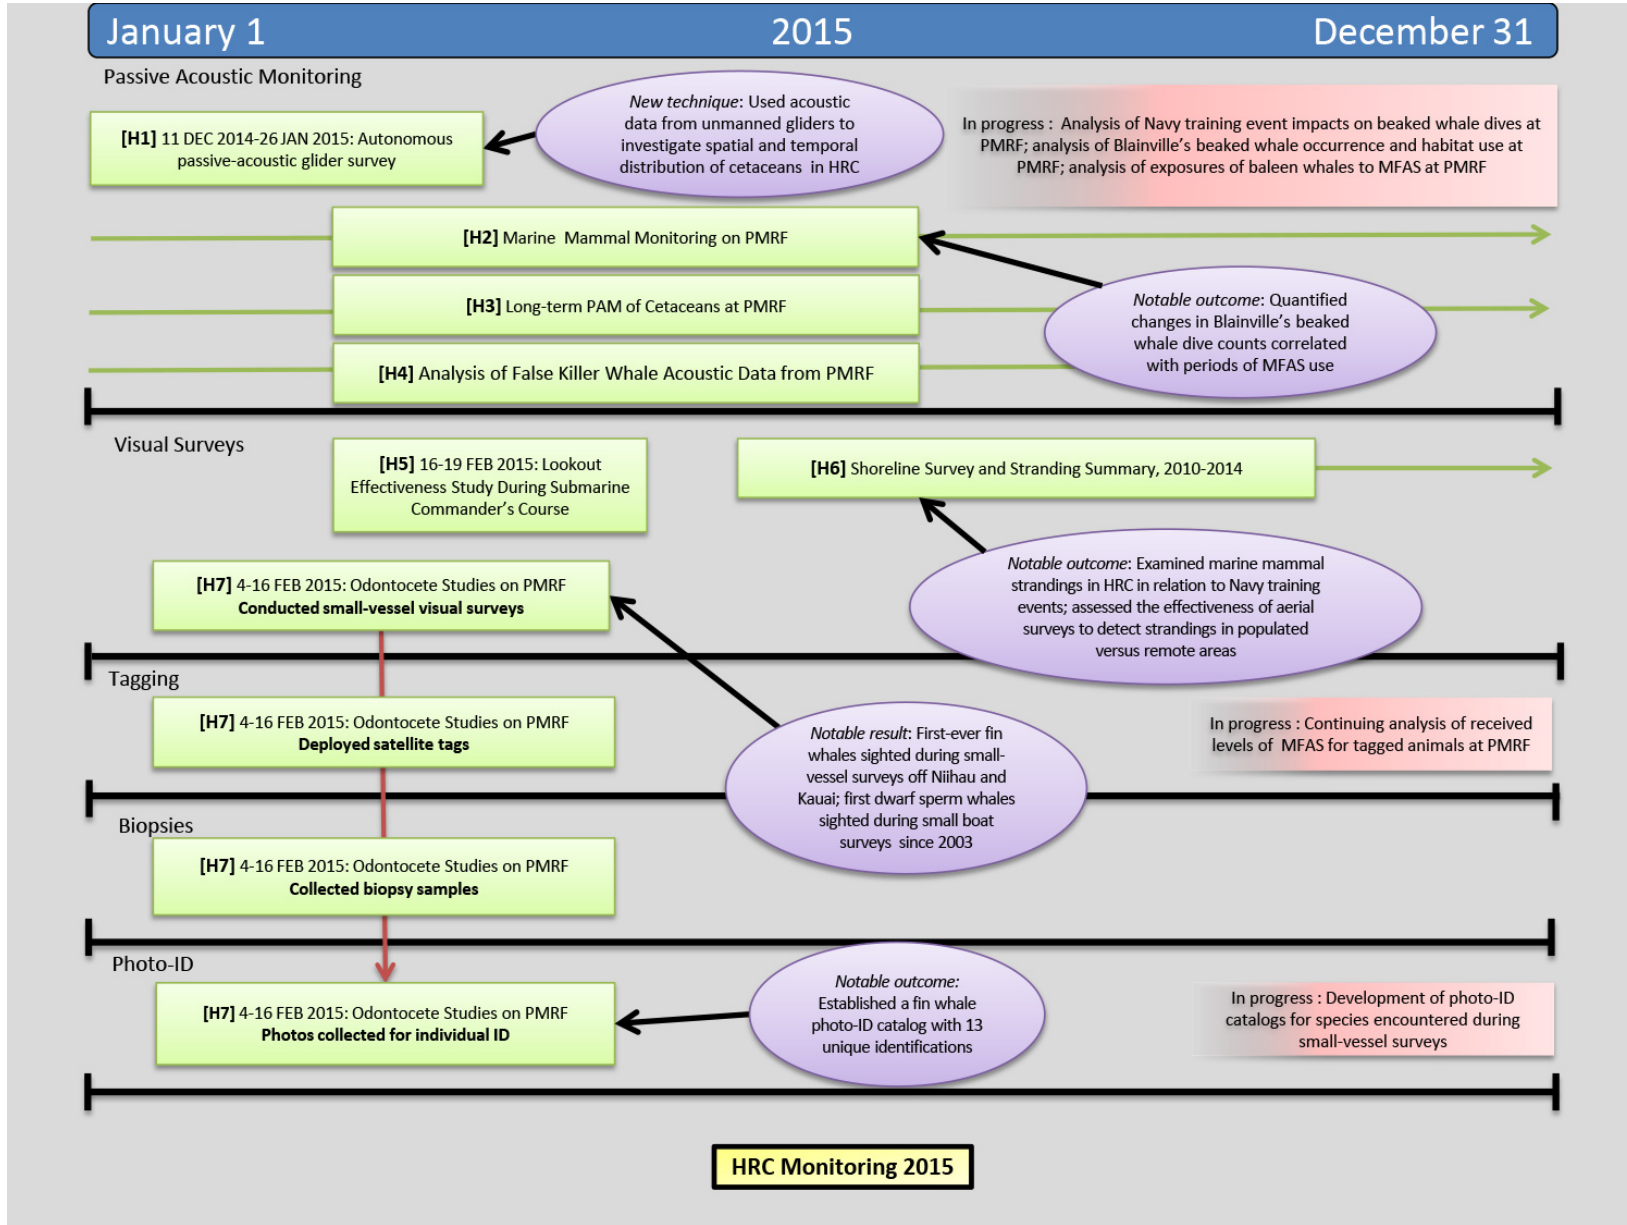 January 1
2015
December 31
Passive Acoustic Monitoring
[H1] 11 DEC 2014-26 JAN 2015: Autonomous
passive-acoustic glider survey
New technique: Used acoustic
data from unmanned gliders to
investigate spatial and temporal
distribution of cetaceans in HRC
In progress : Analysis of Navy training event impacts on beaked whale dives at
PMRF; analysis of Blainville's beaked whale occurrence and habitat use at
PMRF; analysis of exposures of baleen whales to MFAS at PMRF
[H2] Marine Mammal Monitoring on PMRF
[H3] Long-term PAM of Cetaceans at PMRF
Notable outcome: Quantified
changes in Blainville's beaked
whale dive counts correlated
with periods of MFAS use
[H4] Analysis of False Killer Whale Acoustic Data from PMRF
Visual Surveys
[H5] 16-19 FEB 2015: Lookout
Effectiveness Study During Submarine
Commander's Course
[H6] Shoreline Survey and Stranding Summary, 2010-2014
Notable outcome: Examined marine mammal
strandings in HRC in relation to Navy training
events; assessed the effectiveness of aerial
surveys to detect strandings in populated
versus remote areas
[H7] 4-16 FEB 2015: Odontocete Studies on PMRF
Conducted small-vessel visual surveys
Tagging
[H7] 4-16 FEB 2015: Odontocete Studies on PMRF
Deployed satellite tags
Notable result: First-ever fin
whales sighted during small-
vessel surveys off Niihau and
Kauai; first dwarf sperm whales
sighted during small boat
surveys since 2003
In progress : Continuing analysis of received
levels of MFAS for tagged animals at PMRF
Biopsies
[H7] 4-16 FEB 2015: Odontocete Studies on PMRF
Collected biopsy samples
Photo-ID
[H7] 4-16 FEB 2015: Odontocete Studies on PMRF
Photos collected for individual ID
Notable outcome:
Established a fin whale
photo-ID catalog with 13
unique identifications
In progress : Development of photo-ID
catalogs for species encountered during
small-vessel surveys
HRC Monitoring 2015